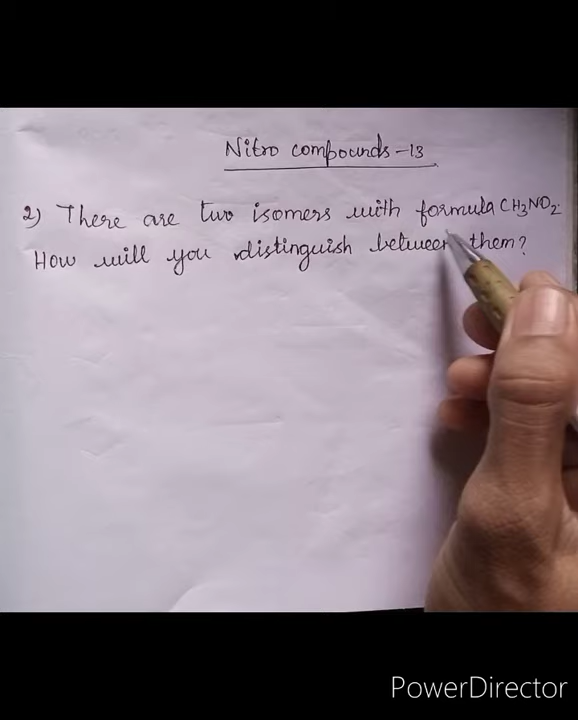 Nitro compounds-13
2) There are two isomers with formula CH3NO2.
How will you distinguish between them?
PowerDirector